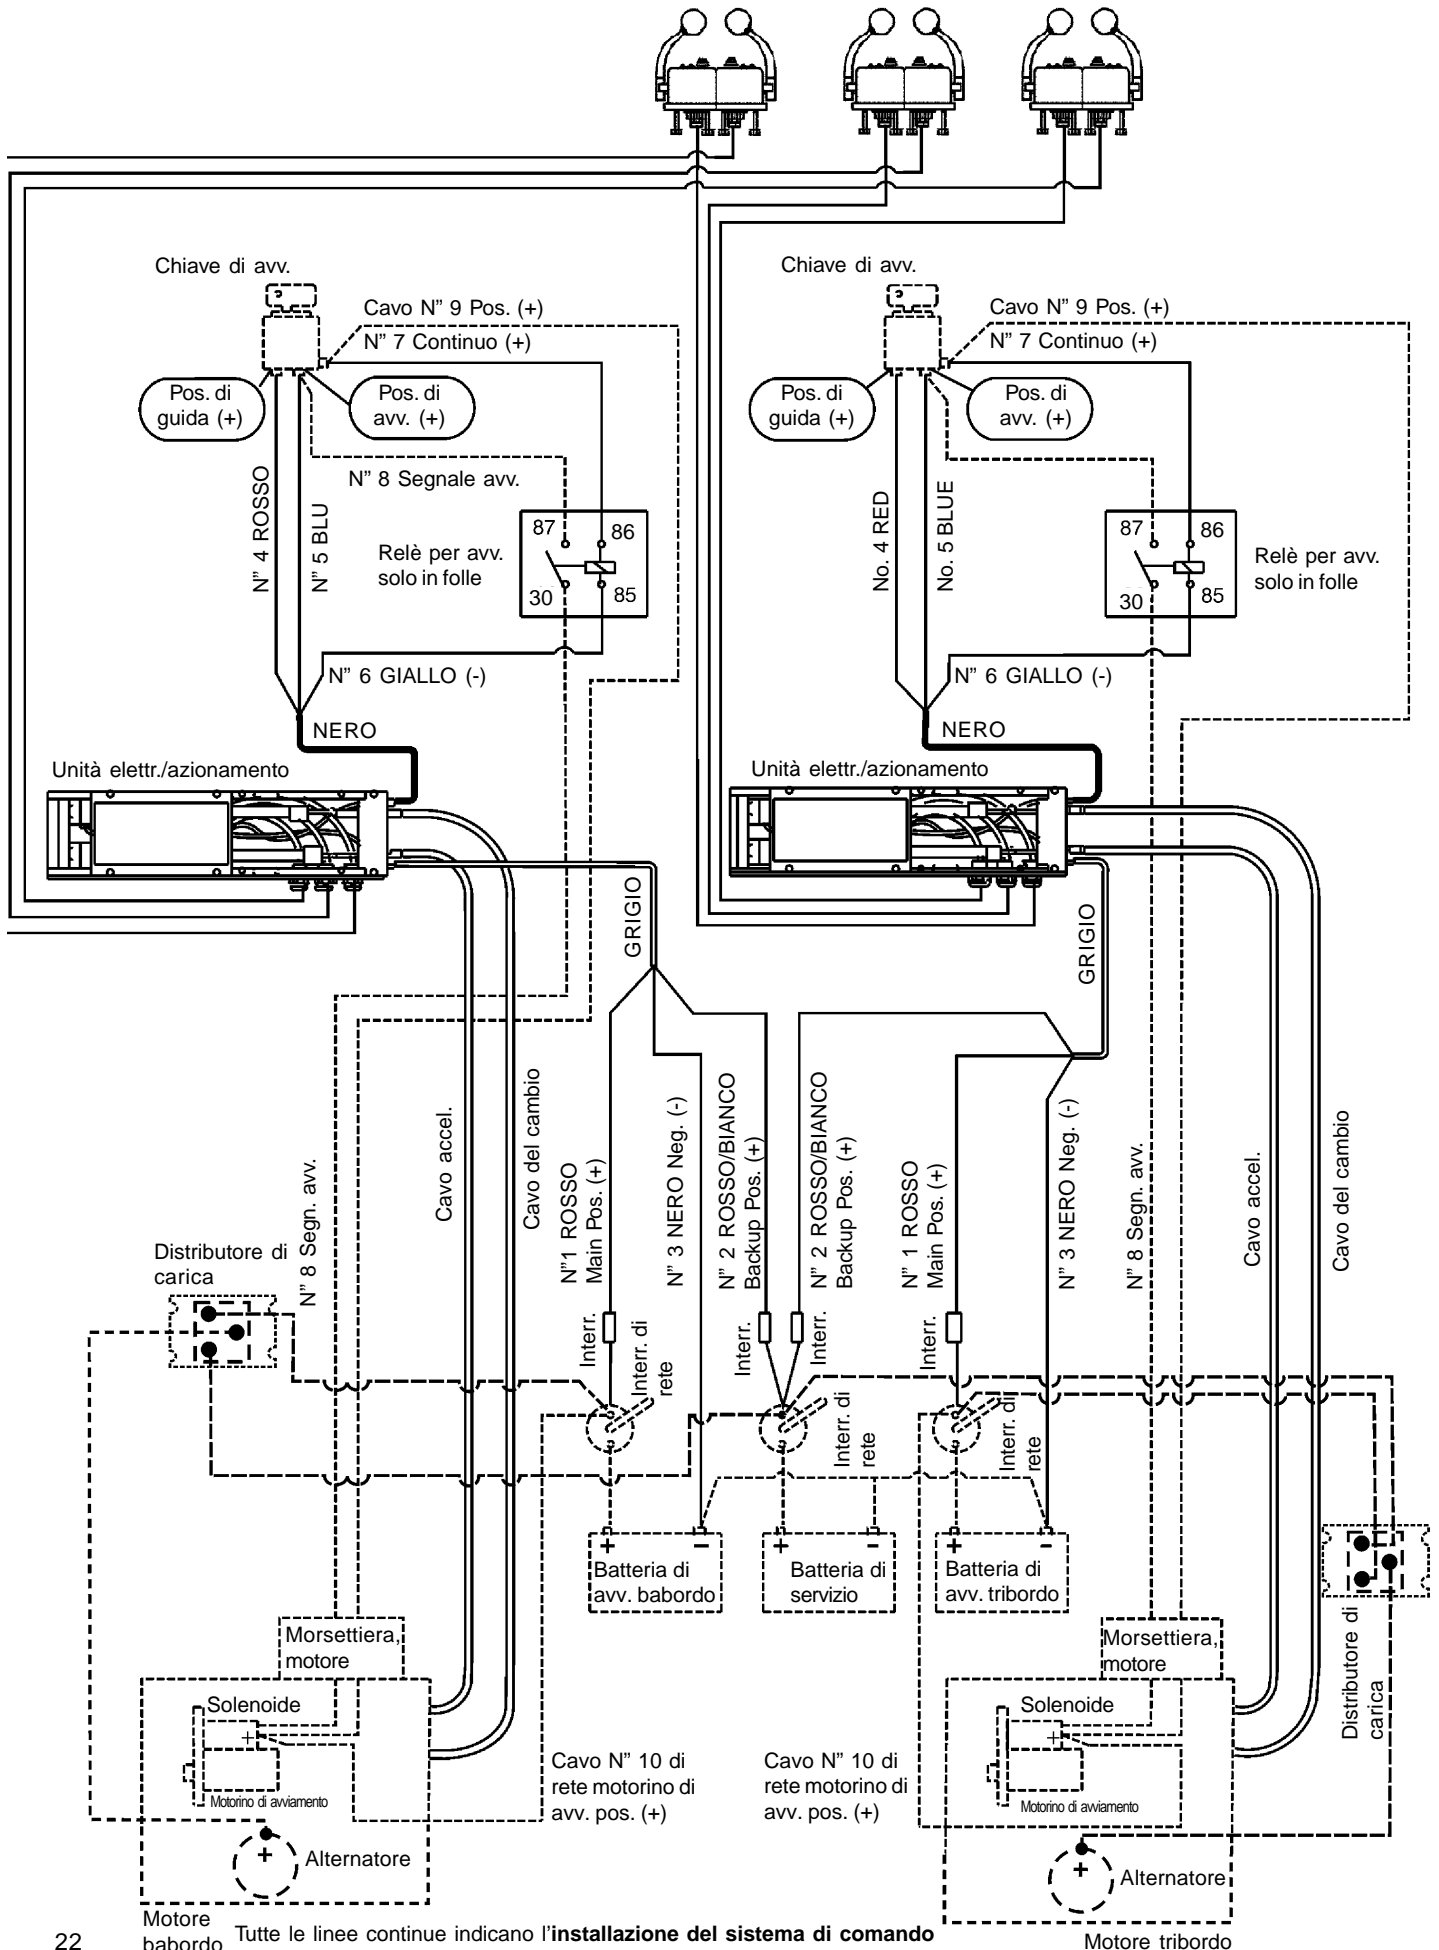 Chiave di avv.
Chiave di avv.
Cavo N” 9 Pos. (+)
N” 7 Continuo (+)
Cavo N” 9 Pos. (+)
N” 7 Continuo (+)
Pos. di
guida (+)
Pos. di
avv. (+)
Pos. di
guida (+)
Pos. di
avv. (+)
N” 8 Segnale avv.
N” 4 ROSSO
N” 5 BLU
No. 4 RED
No. 5 BLUE
87
86
30
85
Relè per avv.
solo in folle
87
86
30
85
Relè per avv.
solo in folle
N” 6 GIALLO (-)
N” 6 GIALLO (-)
NERO
NERO
Unità elettr./azionamento
Unità elettr./azionamento
GRIGIO
GRIGIO
N” 8 Segn. avv.
Cavo accel.
Cavo del cambio
N”1 ROSSO
Main Pos. (+)
N” 3 NERO Neg. (-)
N” 2 ROSSO/BIANCO
Backup Pos. (+)
N” 2 ROSSO/BIANCO
Backup Pos. (+)
N” 1 ROSSO
Main Pos. (+)
N” 3 NERO Neg. (-)
N” 8 Segn. avv.
Cavo accel.
Cavo del cambio
Distributore di
carica
Interr.
Interr. di
rete
Interr.
Interr.
Interr. di
rete
Interr.
Interr. di
rete
+ -
Batteria di
avv. babordo
+ -
Batteria di
servizio
+ -
Batteria di
avv. tribordo
Distributore di
carica
Morsettiera,
motore
Morsettiera,
motore
Solenoide
+
Motorino di avviamento
Solenoide
+
Motorino di avviamento
Cavo N” 10 di
rete motorino di
avv. pos. (+)
Cavo N” 10 di
rete motorino di
avv. pos. (+)
+
Alternatore
+
Alternatore
Motore
babordo
Motore tribordo
Tutte le linee continue indicano l’installazione del sistema di comando
22